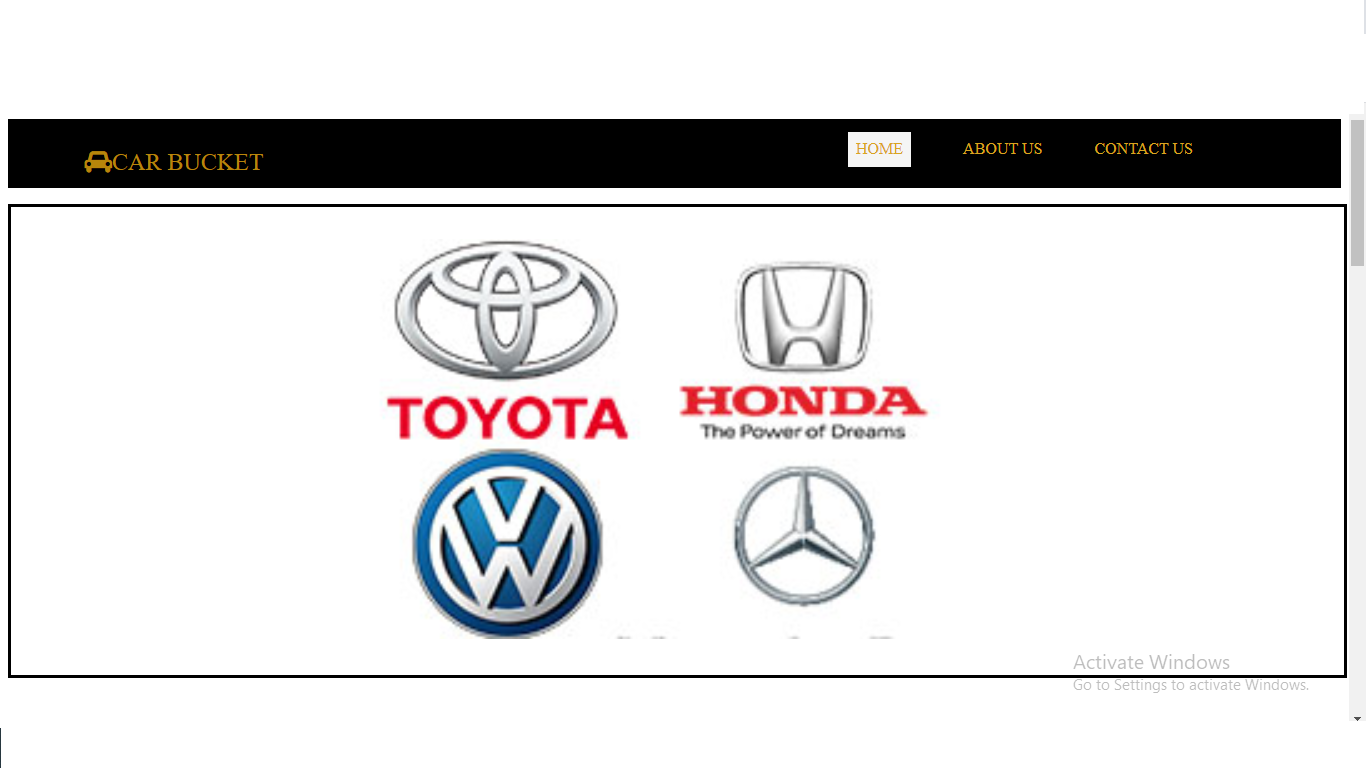 CAR BUCKET
HOME
ABOUT US
CONTACT US
TOYOTA
HONDA
The Power of Dreams
Activate Windows
Go to Settings to activate Windows.